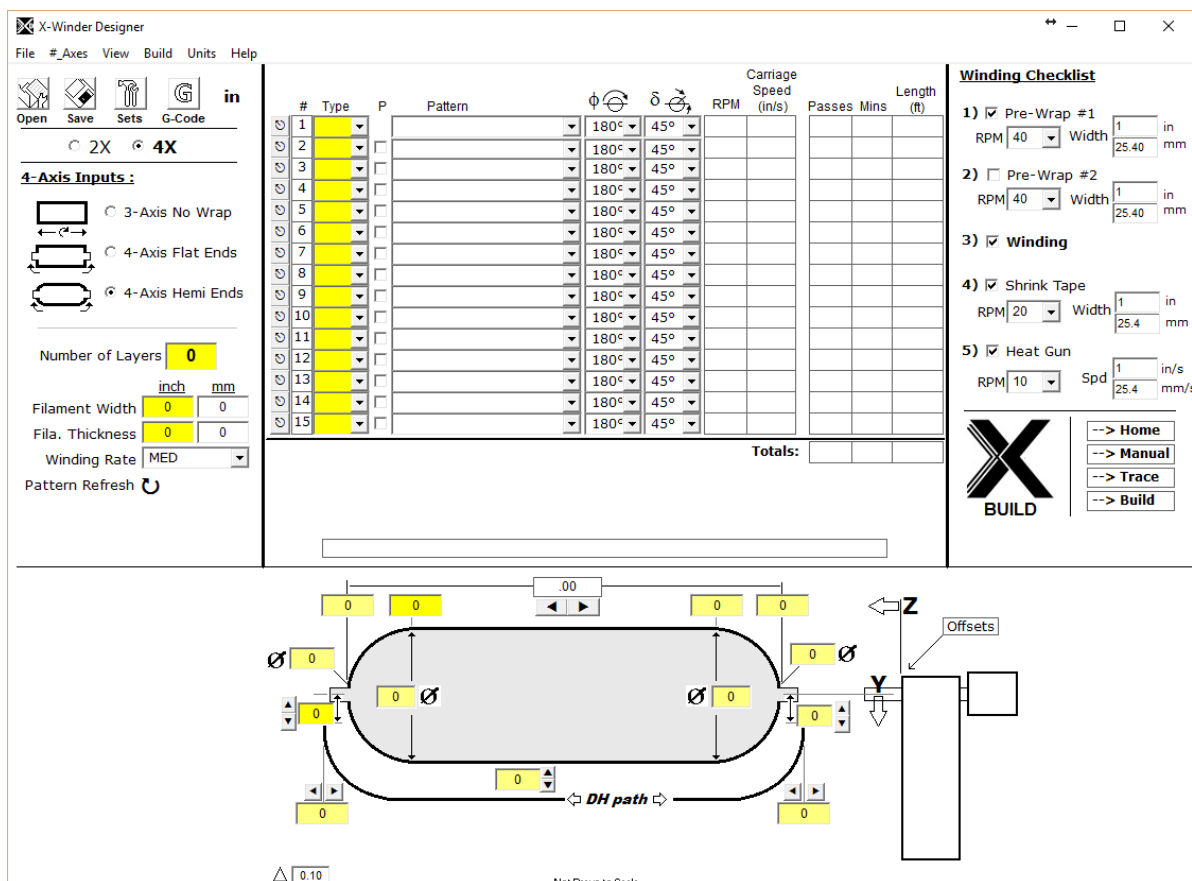 X-Winder Designer
File #_Axes View Build Units Help
Open Save Sets G-Code in
2X 4X
4-Axis Inputs :
3-Axis No Wrap
4-Axis Flat Ends
4-Axis Hemi Ends
Number of Layers 0
inch mm
Filament Width 0 0
Fila. Thickness 0 0
Winding Rate MED
Pattern Refresh
# Type P Pattern ϕ δ RPM Carriage Speed (in/s) Passes Mins Length (ft)
1 180° 45°
2 180° 45°
3 180° 45°
4 180° 45°
5 180° 45°
6 180° 45°
7 180° 45°
8 180° 45°
9 180° 45°
10 180° 45°
11 180° 45°
12 180° 45°
13 180° 45°
14 180° 45°
15 180° 45°
Totals:
Winding Checklist
1) Pre-Wrap #1
RPM 40 Width 1 in
25.40 mm
2) Pre-Wrap #2
RPM 40 Width 1 in
25.40 mm
3) Winding
4) Shrink Tape
RPM 20 Width 1 in
25.4 mm
5) Heat Gun
RPM 10 Spd 1 in/s
25.4 mm/s
X
BUILD
--> Home
--> Manual
--> Trace
--> Build
.00
0 0 0 0
Z
Offsets
Ø 0 0 Ø
Y
0 Ø Ø 0
0 0
0
DH path
0 0
0.10